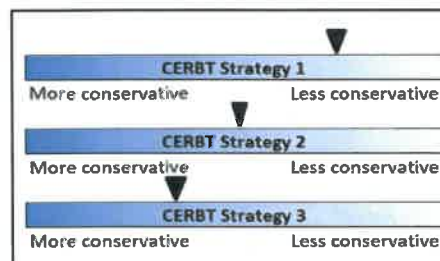 CERBT Strategy 1
More conservative Less conservative
CERBT Strategy 2
More conservative Less conservative
CERBT Strategy 3
More conservative Less conservative